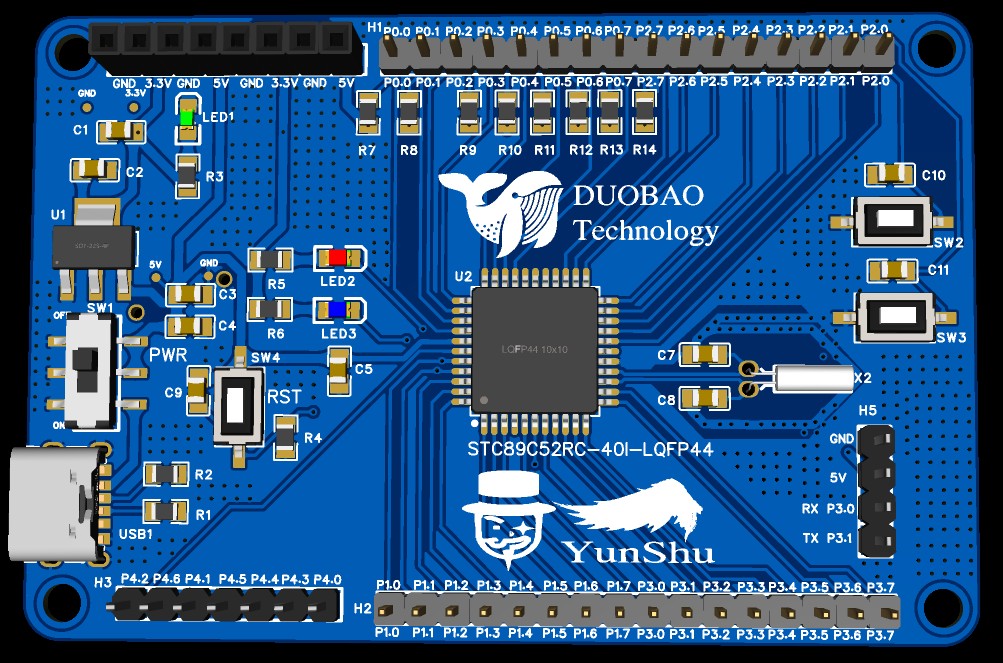 H1
P0.0 P0.1 P0.2 P0.3 P0.4 P0.5 P0.6 P0.7 P2.7 P2.6 P2.5 P2.4 P2.3 P2.2 P2.1 P2.0
GND 3.3V GND 5V GND 3.3V GND 5V
P0.0 P0.1 P0.2 P0.3 P0.4 P0.5 P0.6 P0.7 P2.7 P2.6 P2.5 P2.4 P2.3 P2.2 P2.1 P2.0
GND 3.3V
LED1
C1
R7 R8 R9 R10 R11 R12 R13 R14
C2
R3
C10
DUOBAO
Technology
U1
SW2
5V GND
R5
LED2
U2
C11
C3
SW1
R6
LED3
SW3
C4
PWR
SW4
LQFP44 10x10
C7
C5
X2
C9
RST
C8
H5
ON
R4
GND
STC89C52RC-40I-LQFP44
R2
5V
R1
RX P3.0
USB1
TX P3.1
YunShu
H3
P4.2 P4.6 P4.1 P4.5 P4.4 P4.3 P4.0
H2
P1.0 P1.1 P1.2 P1.3 P1.4 P1.5 P1.6 P1.7 P3.0 P3.1 P3.2 P3.3 P3.4 P3.5 P3.6 P3.7
P1.0 P1.1 P1.2 P1.3 P1.4 P1.5 P1.6 P1.7 P3.0 P3.1 P3.2 P3.3 P3.4 P3.5 P3.6 P3.7